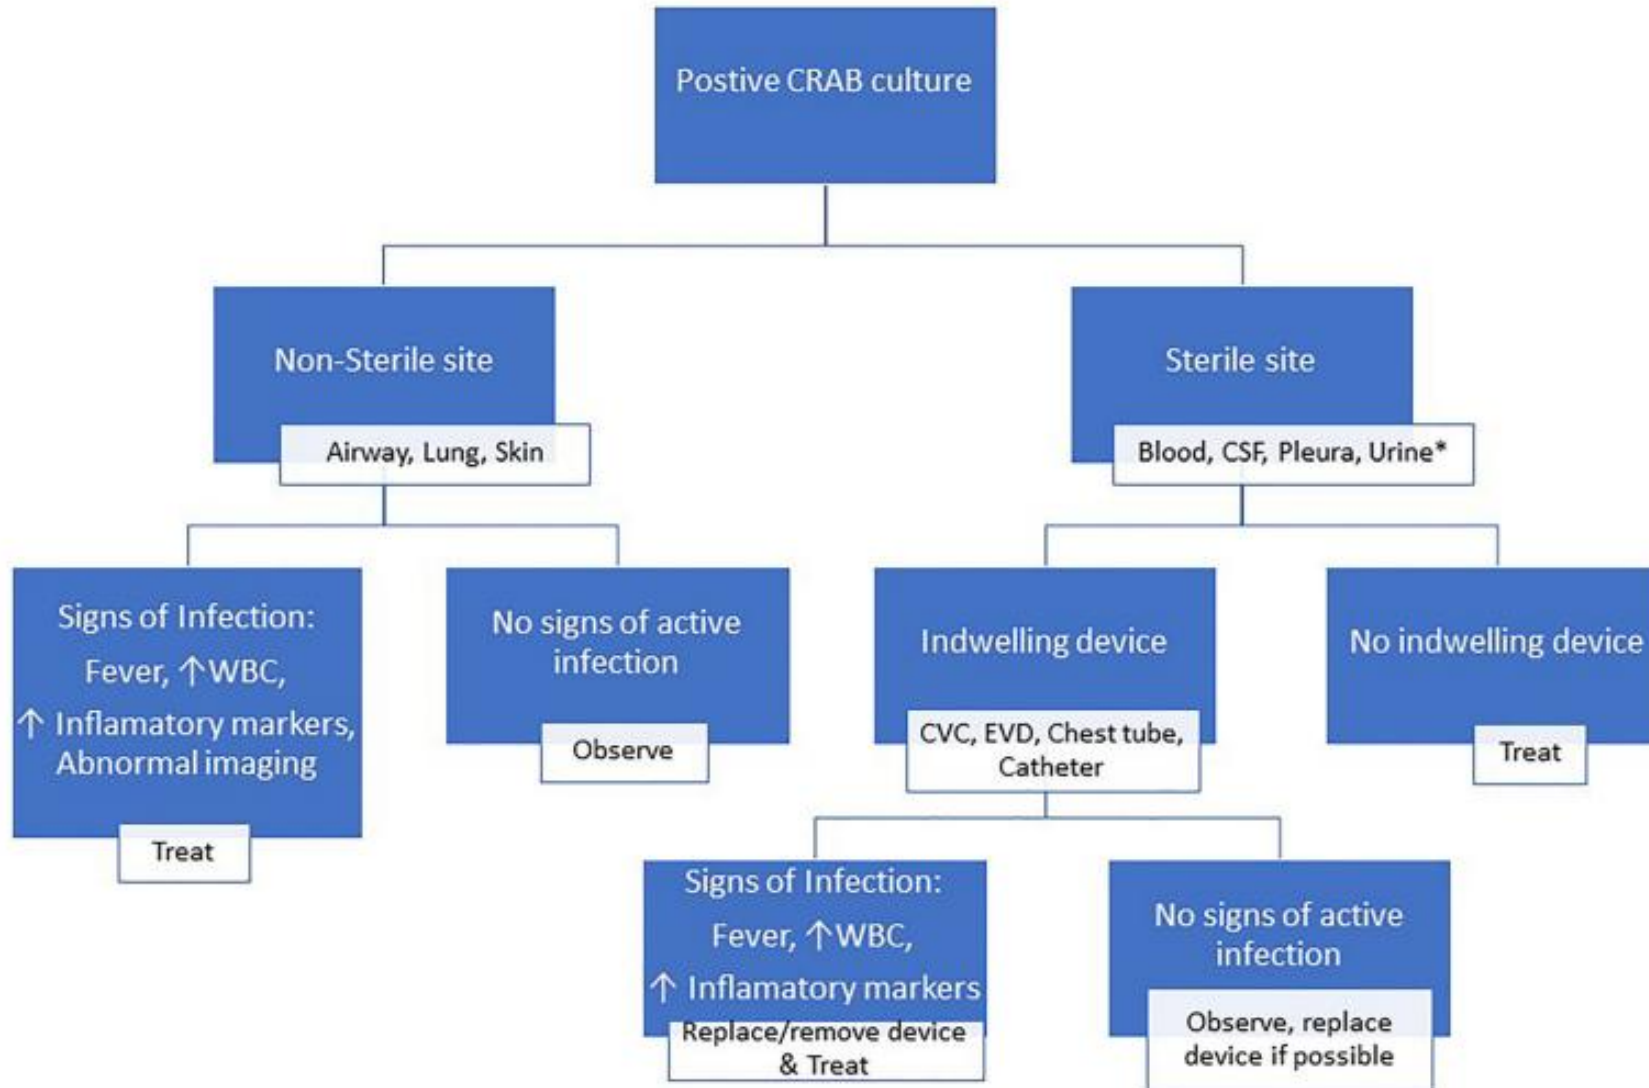 Postive CRAB culture
Non-Sterile site
Airway, Lung, Skin
Sterile site
Blood, CSF, Pleura, Urine*
Signs of Infection:
Fever, ↑WBC,
↑ Inflamatory markers,
Abnormal imaging
Treat
No signs of active
infection
Observe
Indwelling device
CVC, EVD, Chest tube,
Catheter
No indwelling device
Treat
Signs of Infection:
Fever, ↑WBC,
↑ Inflamatory markers
Replace/remove device
& Treat
No signs of active
infection
Observe, replace
device if possible